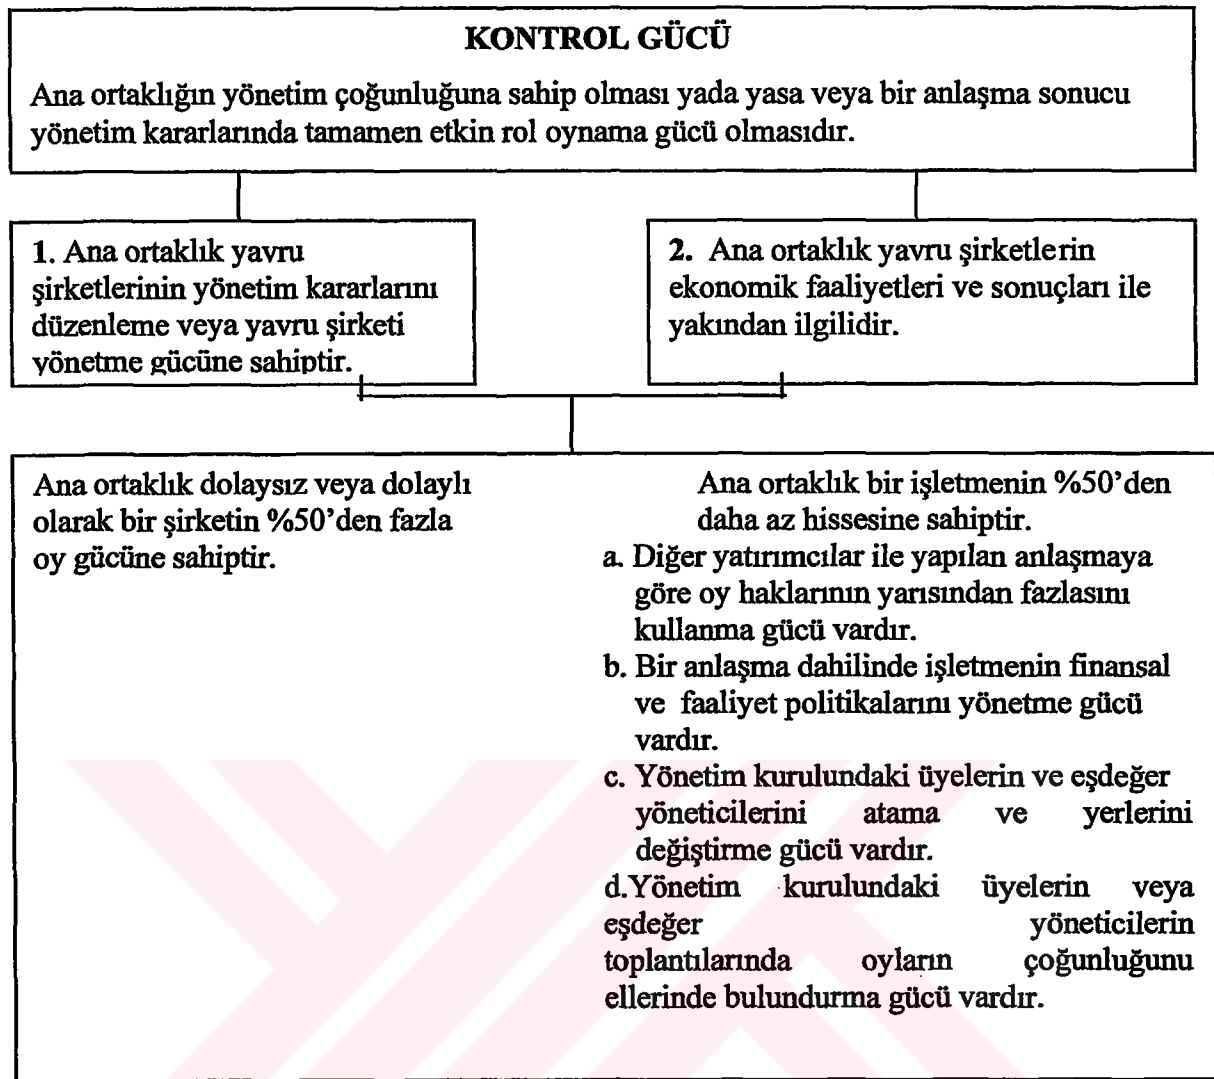 KONTROL GÜCÜ
Ana ortaklığın yönetim çoğunluğuna sahip olması yada yasa veya bir anlaşma sonucu
yönetim kararlarında tamamen etkin rol oynama gücü olmasıdır.
1. Ana ortaklık yavru
şirketlerinin yönetim kararlarını
düzenleme veya yavru şirketi
yönetme gücüne sahiptir.
2. Ana ortaklık yavru şirketlerin
ekonomik faaliyetleri ve sonuçları ile
yakından ilgilidir.
Ana ortaklık dolaysız veya dolaylı
olarak bir şirketin %50'den fazla
oy gücüne sahiptir.
Ana ortaklık bir işletmenin %50'den
daha az hissesine sahiptir.
a. Diğer yatırımcılar ile yapılan anlaşmaya
göre oy haklarının yarısından fazlasını
kullanma gücü vardır.
b. Bir anlaşma dahilinde işletmenin finansal
ve faaliyet politikalarını yönetme gücü
vardır.
c. Yönetim kurulundaki üyelerin ve eşdeğer
yöneticilerini atama ve yerlerini
değiştirme gücü vardır.
d.Yönetim kurulundaki üyelerin veya
eşdeğer yöneticilerin
toplantılarında oyların çoğunluğunu
ellerinde bulundurma gücü vardır.